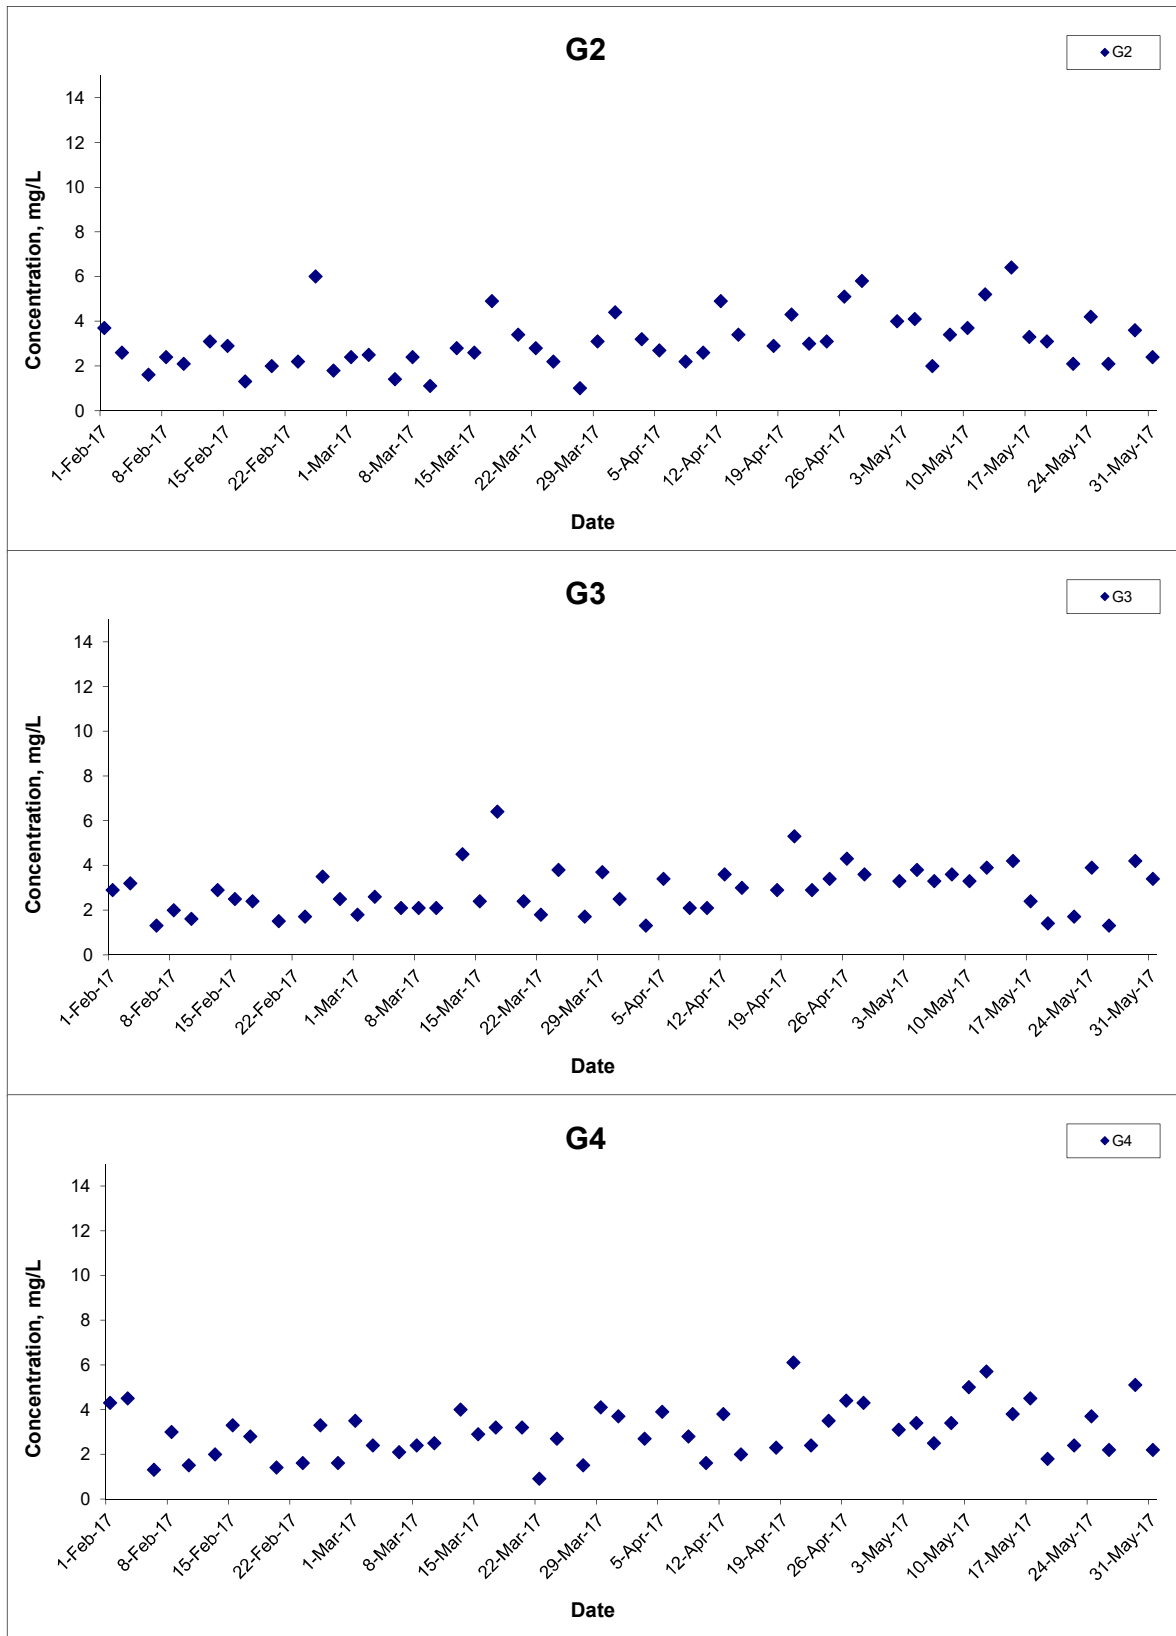 G2
G2
14
12
10
8
6
4
2
0
Concentration, mg/L
1-Feb-17
8-Feb-17
15-Feb-17
22-Feb-17
1-Mar-17
8-Mar-17
15-Mar-17
22-Mar-17
29-Mar-17
5-Apr-17
12-Apr-17
19-Apr-17
26-Apr-17
3-May-17
10-May-17
17-May-17
24-May-17
31-May-17
Date
G3
G3
14
12
10
8
6
4
2
0
Concentration, mg/L
1-Feb-17
8-Feb-17
15-Feb-17
22-Feb-17
1-Mar-17
8-Mar-17
15-Mar-17
22-Mar-17
29-Mar-17
5-Apr-17
12-Apr-17
19-Apr-17
26-Apr-17
3-May-17
10-May-17
17-May-17
24-May-17
31-May-17
Date
G4
G4
14
12
10
8
6
4
2
0
Concentration, mg/L
1-Feb-17
8-Feb-17
15-Feb-17
22-Feb-17
1-Mar-17
8-Mar-17
15-Mar-17
22-Mar-17
29-Mar-17
5-Apr-17
12-Apr-17
19-Apr-17
26-Apr-17
3-May-17
10-May-17
17-May-17
24-May-17
31-May-17
Date